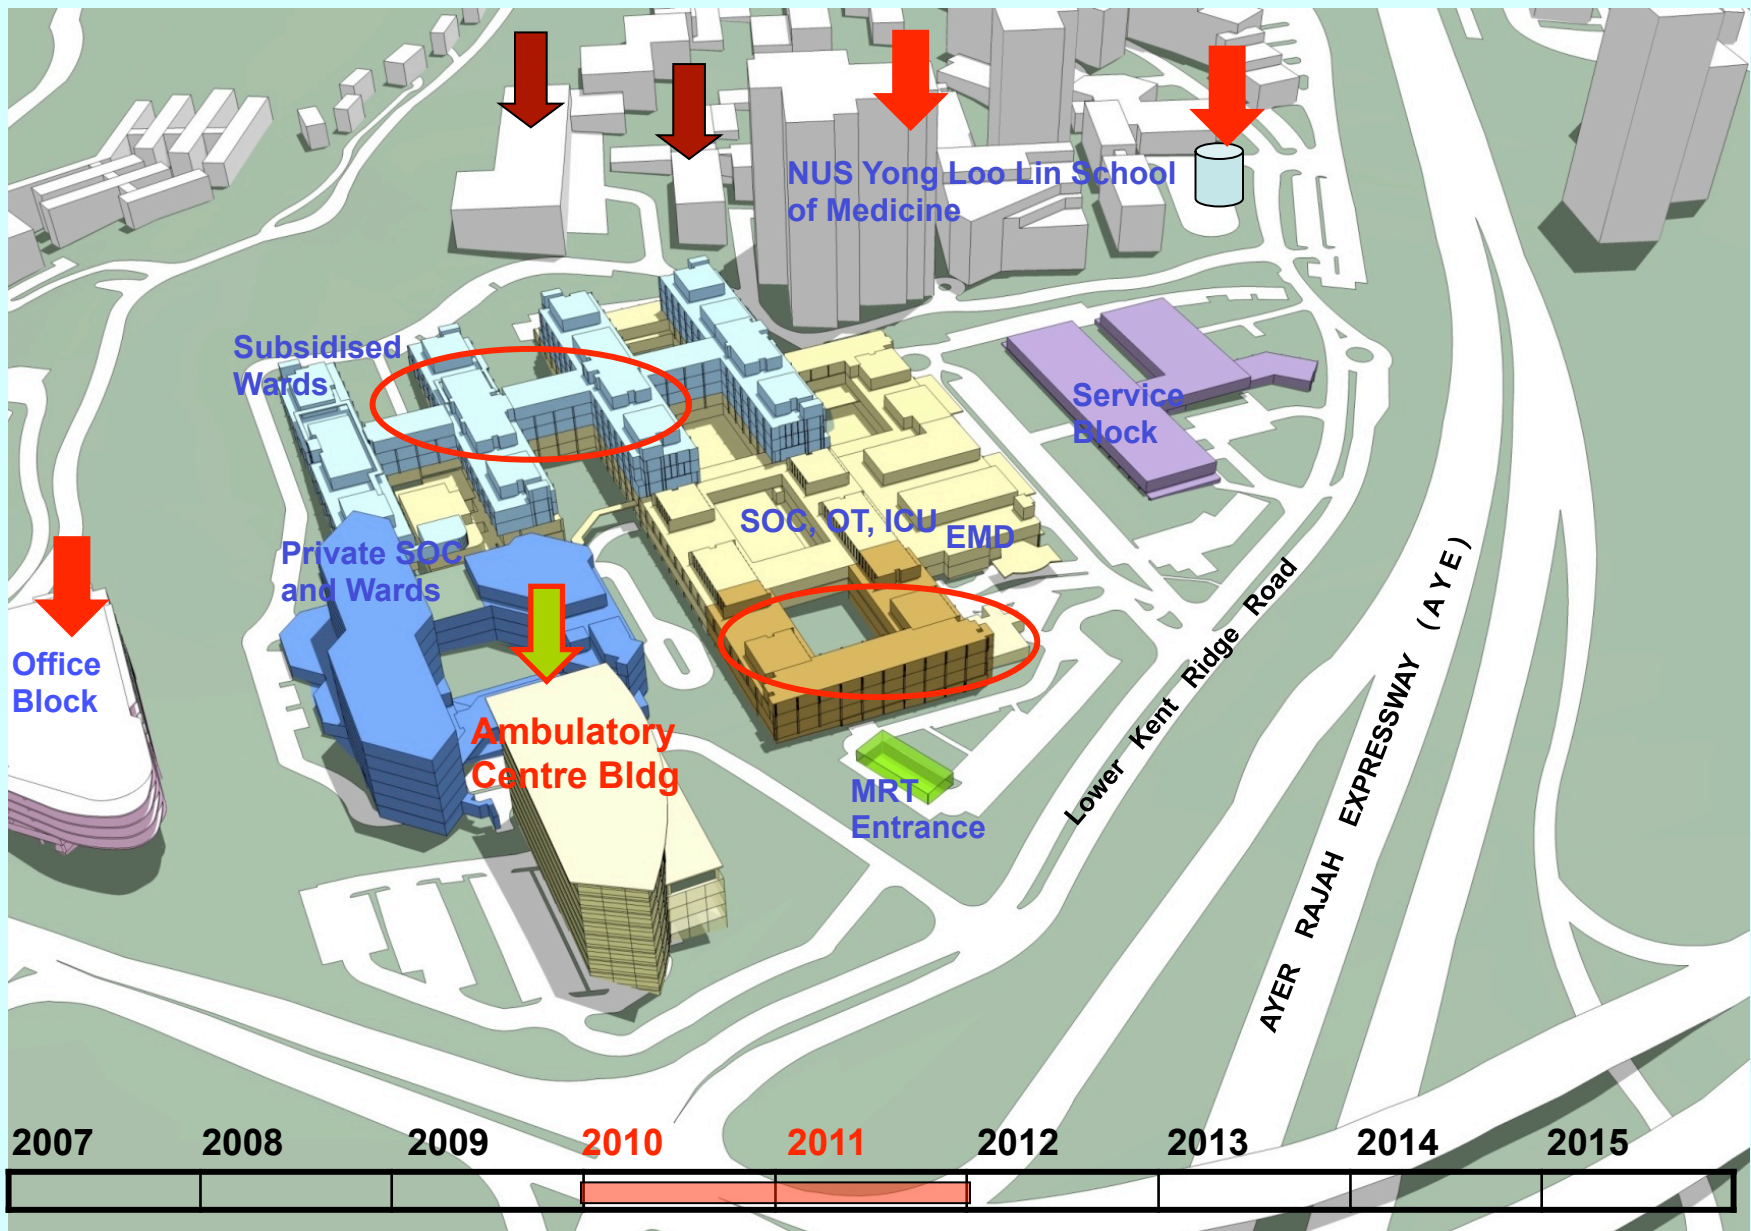 NUS Yong Loo Lin School
of Medicine
Subsidised
Wards
Service
Block
SOC, OT, ICU
EMD
Private SOC
and Wards
Office
Block
Ambulatory
Centre Bldg
MRT
Entrance
Lower Kent Ridge Road
AYER RAJAH EXPRESSWAY (AYE)
2007 2008 2009 2010 2011 2012 2013 2014 2015